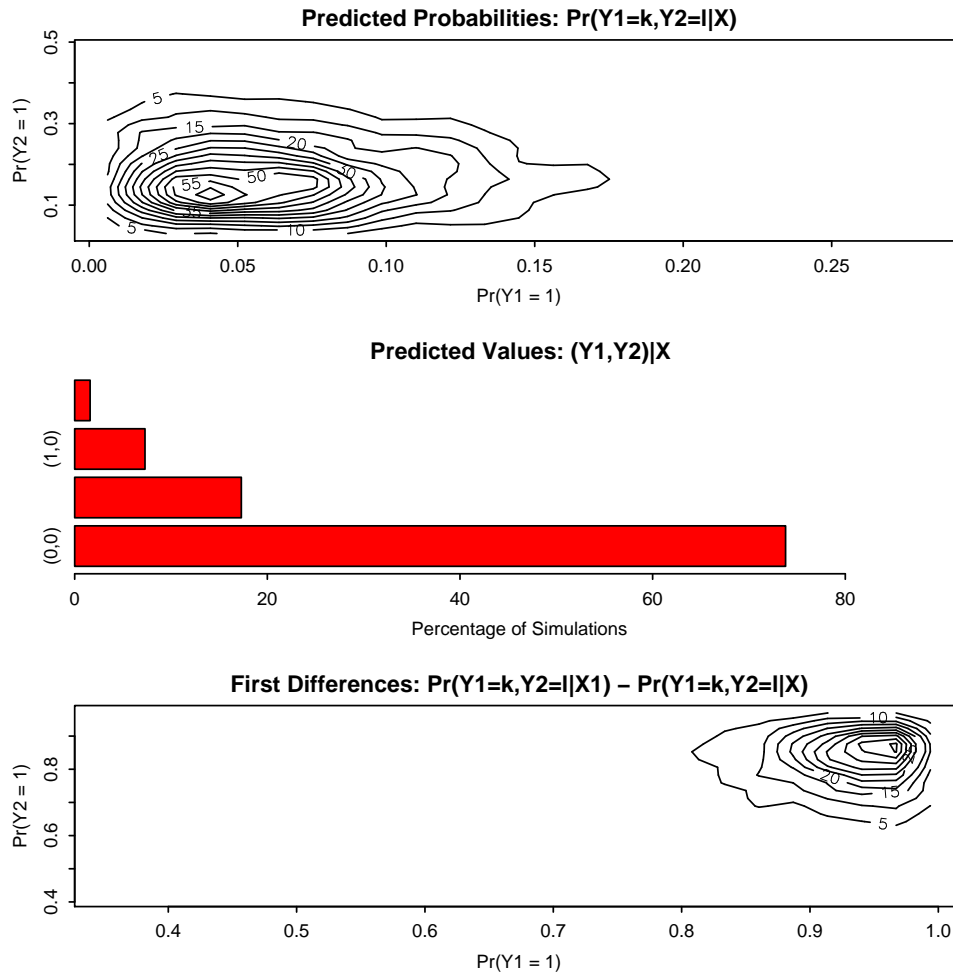 Predicted Probabilities: Pr(Y1=k,Y2=l|X)
Pr(Y2 = 1)
0.5
0.3
0.1
5
15
20
25
30
55
50
35
5
10
0.00 0.05 0.10 0.15 0.20 0.25
Pr(Y1 = 1)
Predicted Values: (Y1,Y2)|X
(1,0)
(0,0)
0 20 40 60 80
Percentage of Simulations
First Differences: Pr(Y1=k,Y2=l|X1) − Pr(Y1=k,Y2=l|X)
Pr(Y2 = 1)
0.8
0.6
0.4
10
20
15
5
0.4 0.5 0.6 0.7 0.8 0.9 1.0
Pr(Y1 = 1)